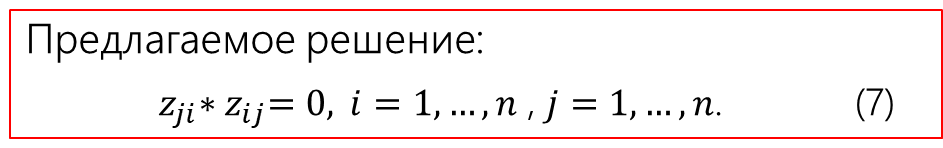 Предлагаемое решение:
z_{ji} * z_{ij} = 0, i = 1, … , n , j = 1, … , n. (7)